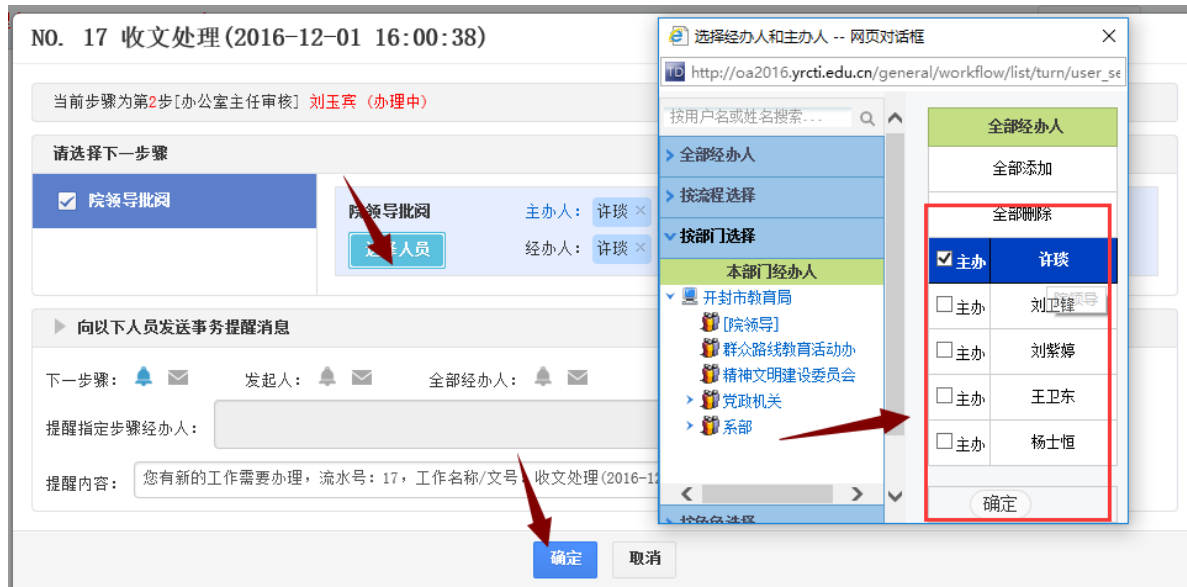 NO. 17 收文处理(2016-12-01 16:00:38)
当前步骤为第2步[办公室主任审核] 刘玉宾 (办理中)
请选择下一步骤
院领导批阅
院领导批阅
主办人: 许琰 ×
选择人员
经办人: 许琰 ×
向以下人员发送事务提醒消息
下一步骤:
发起人:
全部经办人:
提醒指定步骤经办人:
提醒内容:
您有新的工作需要办理，流水号: 17，工作名称/文号: 收文处理(2016-12
确定
取消
选择经办人和主办人 -- 网页对话框
TD http://oa2016.yrcti.edu.cn/general/workflow/list/turn/user_se
按用户名或姓名搜索...
全部经办人
按流程选择
按部门选择
本部门经办人
开封市教育局
[院领导]
群众路线教育活动办
精神文明建设委员会
党政机关
系部
按角色选择
全部经办人
全部添加
全部删除
主办 许琰
院领导
主办 刘卫锋
主办 刘紫婷
主办 王卫东
主办 杨士恒
确定